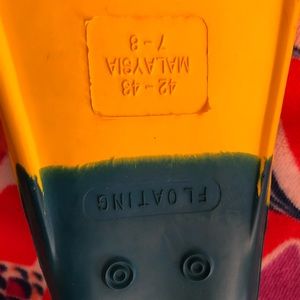 FLOATING
42-43
MALAYSIA
7-8